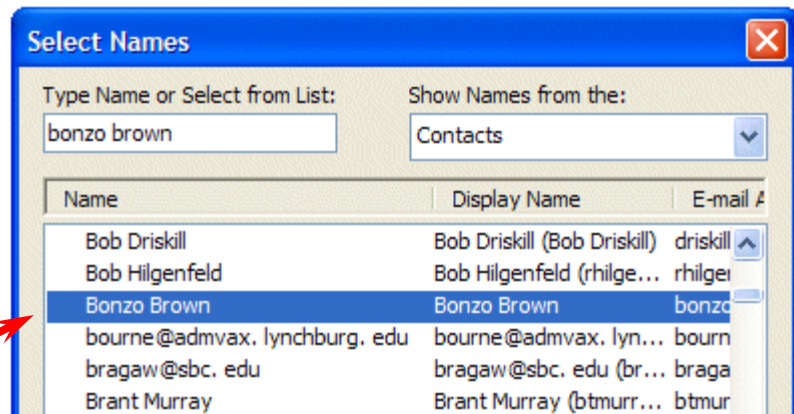 Select Names
Type Name or Select from List: Show Names from the:
bonzo brown Contacts
Name Display Name E-mail A
Bob Driskill Bob Driskill (Bob Driskill) driskill
Bob Hilgenfeld Bob Hilgenfeld (rhilge... rhilger
Bonzo Brown Bonzo Brown bonzo
bourne@admvax. lynchburg. edu bourne@admvax. lyn... bourn
bragaw@sbc. edu bragaw@sbc. edu (br... braga
Brant Murray Brant Murray (btmurr... btmur